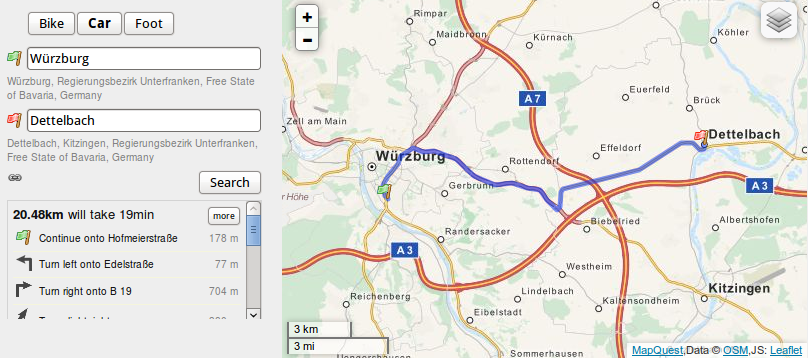 Bike Car Foot
Würzburg
Würzburg, Regierungsbezirk Unterfranken, Free State
of Bavaria, Germany
Dettelbach
Dettelbach, Kitzingen, Regierungsbezirk Unterfranken,
Free State of Bavaria, Germany
Search
20.48km will take 19min more
Continue onto Hofmeierstraße 178 m
Turn left onto Edelstraße 77 m
Turn right onto B 19 704 m
+
−
Rimpar
Maidbronn
Kürnach
Köhler
A 7
Euerfeld
Brück
Zell am Main
Effeldorf
Dettelbach
Würzburg
Rottendorf
Gerbrunn
A 3
er Höhe
Albertshofen
Biebelried
Randersacker
A 3
Westheim
Kitzingen
Reichenberg
Lindelbach
Kaltensondheim
Eibelstadt
3 km
3 mi
Sommerhausen
MapQuest,Data © OSM,JS: Leaflet